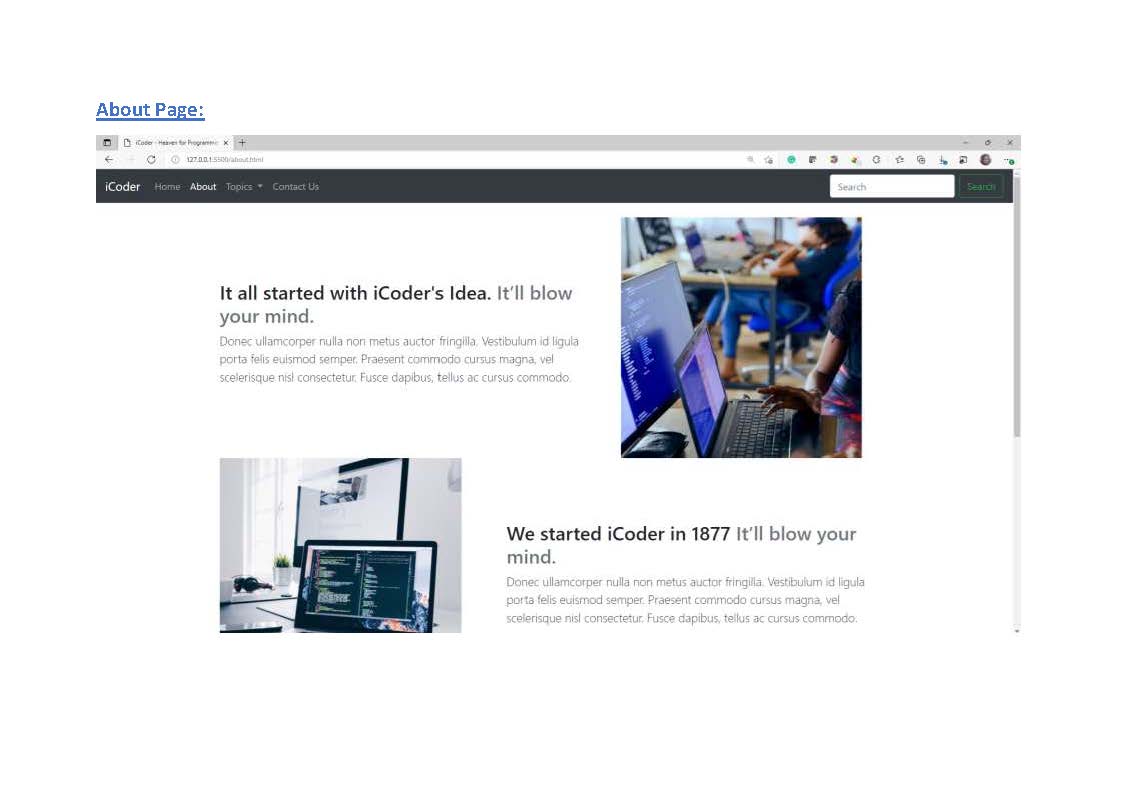 About Page:
iCoder - Heaven for Programmi
127.0.0.1:5500/about.html
iCoder Home About Topics Contact Us Search Search
It all started with iCoder's Idea. It'll blow
your mind.
Donec ullamcorper nulla non metus auctor fringilla. Vestibulum id ligula
porta felis euismod semper. Praesent commodo cursus magna, vel
scelerisque nisl consectetur. Fusce dapibus, tellus ac cursus commodo.
We started iCoder in 1877 It'll blow your
mind.
Donec ullamcorper nulla non metus auctor fringilla. Vestibulum id ligula
porta felis euismod semper. Praesent commodo cursus magna, vel
scelerisque nisl consectetur. Fusce dapibus, tellus ac cursus commodo.